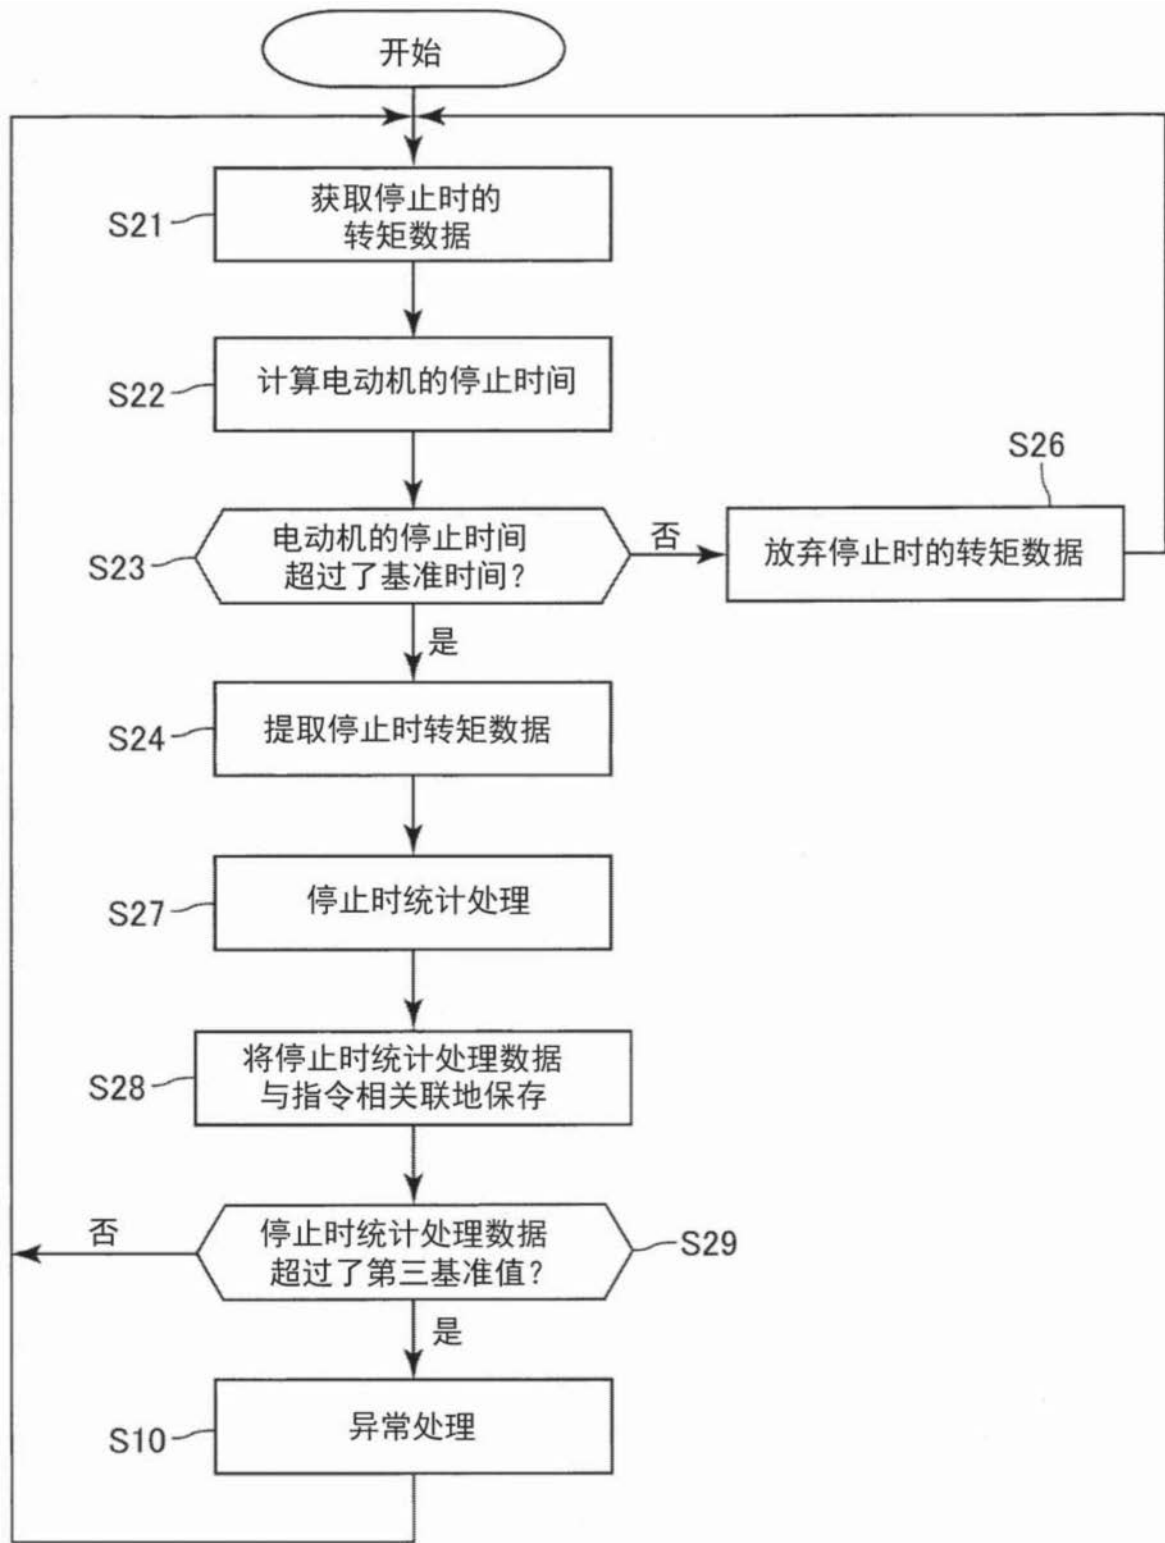 开始
S21
获取停止时的
转矩数据
S22
计算电动机的停止时间
S23
电动机的停止时间
超过了基准时间?
否
S26
放弃停止时的转矩数据
是
S24
提取停止时转矩数据
S27
停止时统计处理
S28
将停止时统计处理数据
与指令相关联地保存
否
停止时统计处理数据
超过了第三基准值?
S29
是
S10
异常处理